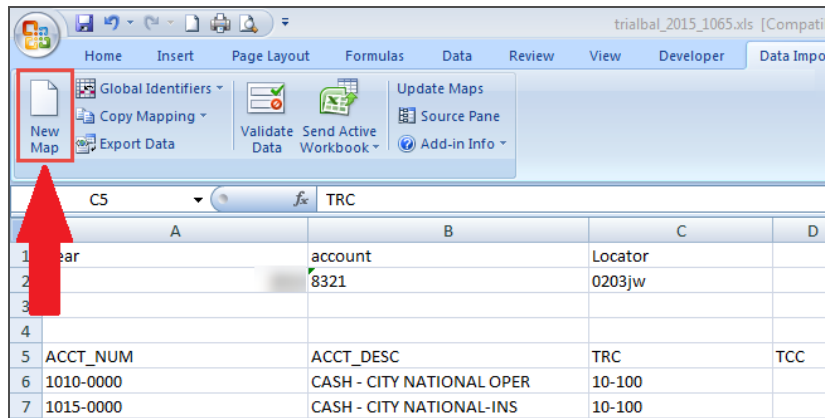 trialbal_2015_1065.xls [Compati
Home Insert Page Layout Formulas Data Review View Developer Data Impo
New Map
Global Identifiers
Copy Mapping
Export Data
Validate Data
Send Active Workbook
Update Maps
Source Pane
Add-in Info
C5 fx TRC
A B C D
1 ear account Locator
2 8321 0203jw
3
4
5 ACCT_NUM ACCT_DESC TRC TCC
6 1010-0000 CASH - CITY NATIONAL OPER 10-100
7 1015-0000 CASH - CITY NATIONAL-INS 10-100